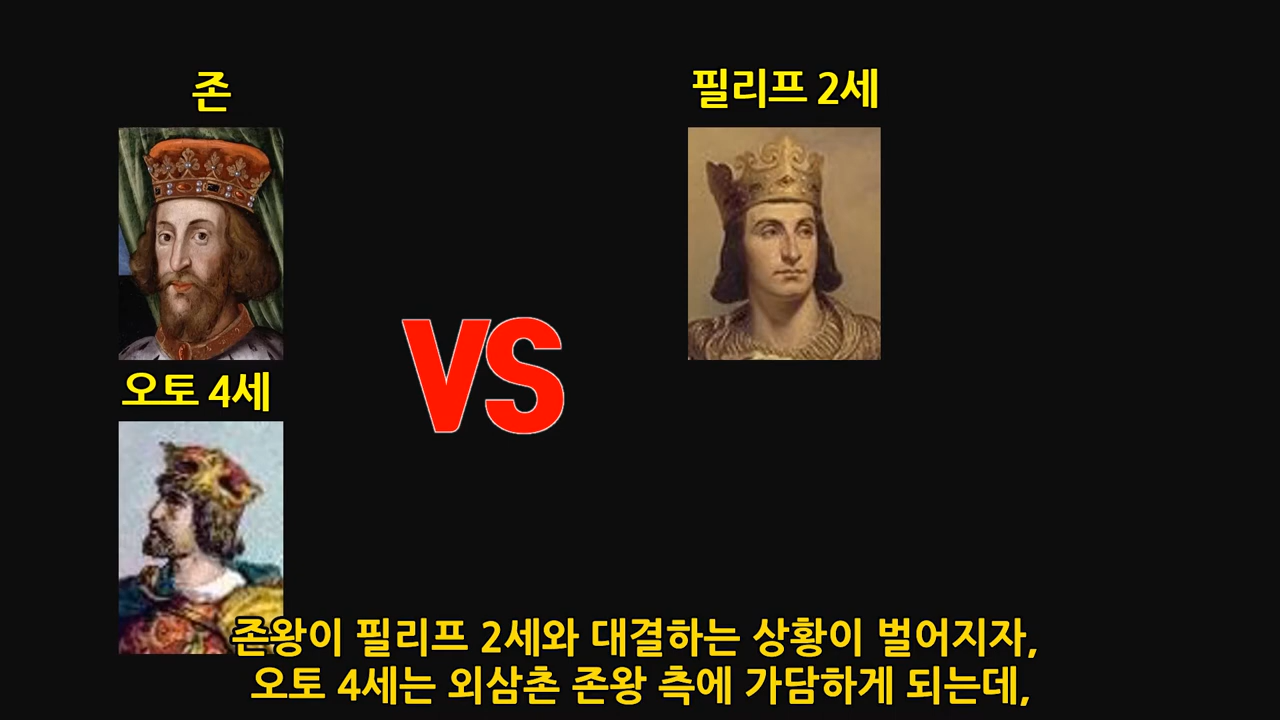 존
필리프 2세
VS
오토 4세
존왕이 필리프 2세와 대결하는 상황이 벌어지자,
오토 4세는 외삼촌 존왕 측에 가담하게 되는데,